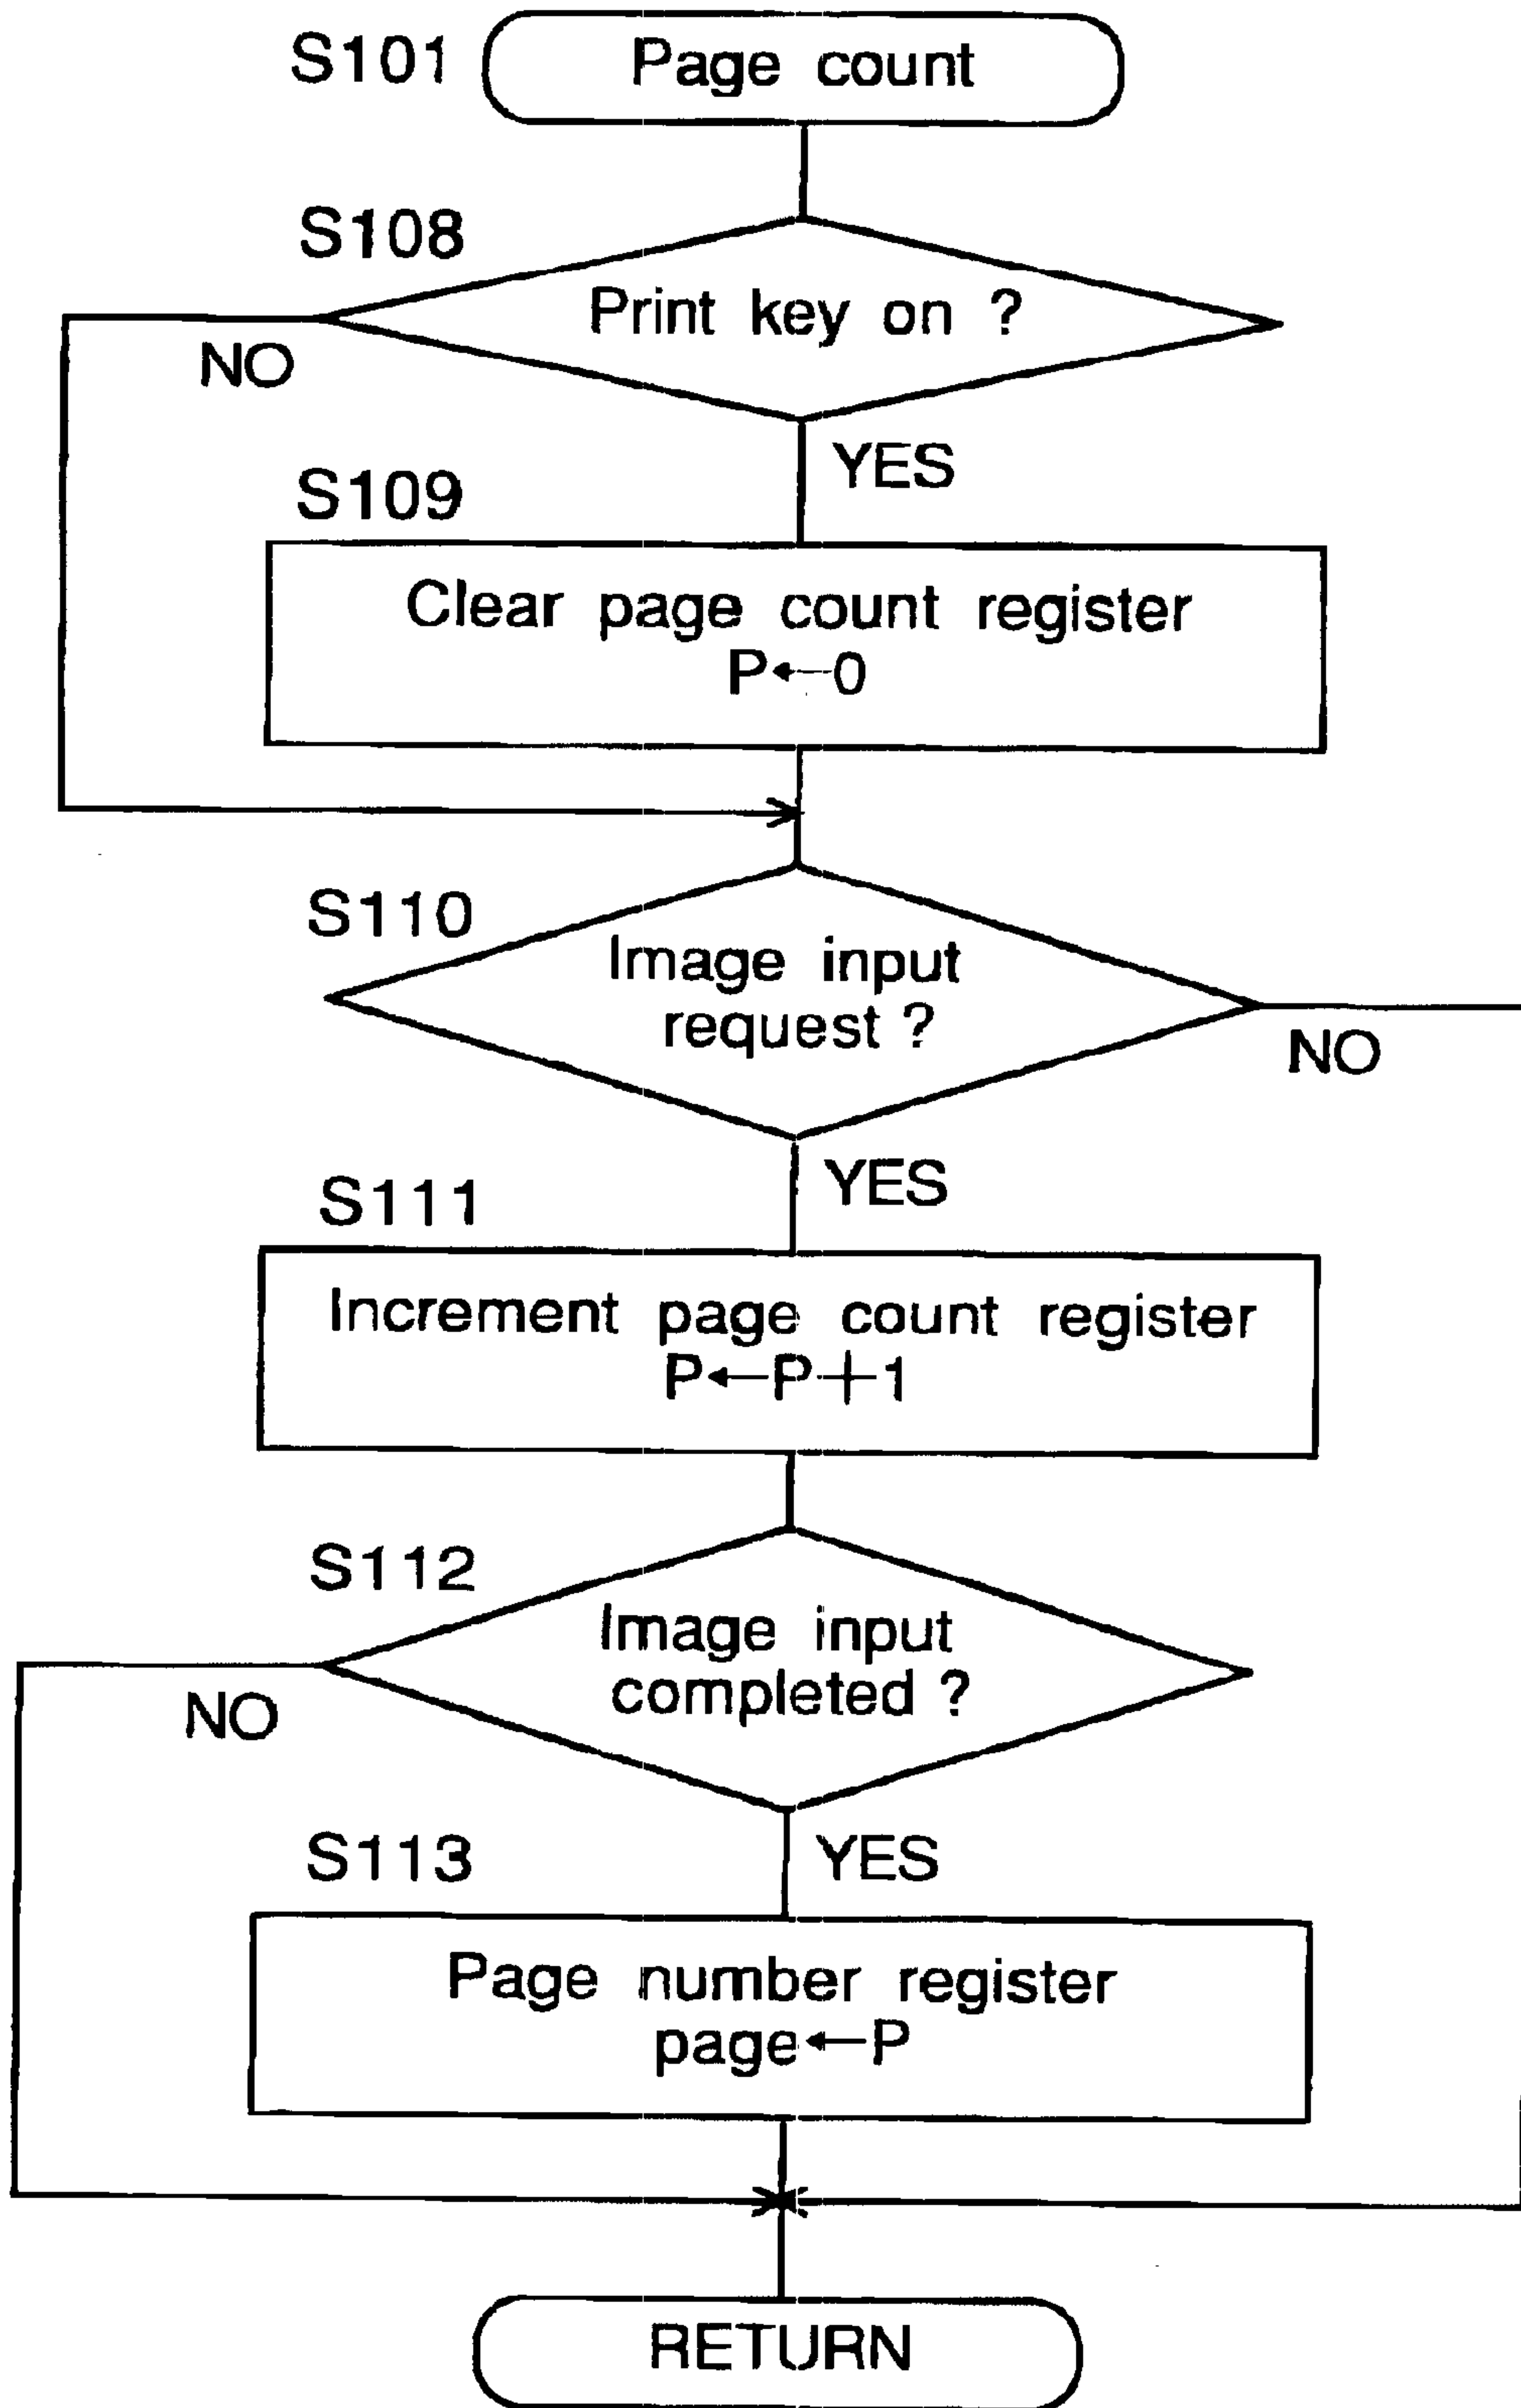 S101
Page count
S108
Print key on ?
NO
YES
S109
Clear page count register
P←0
S110
Image input
request ?
NO
YES
S111
Increment page count register
P←P+1
S112
Image input
completed ?
NO
YES
S113
Page number register
page←P
RETURN